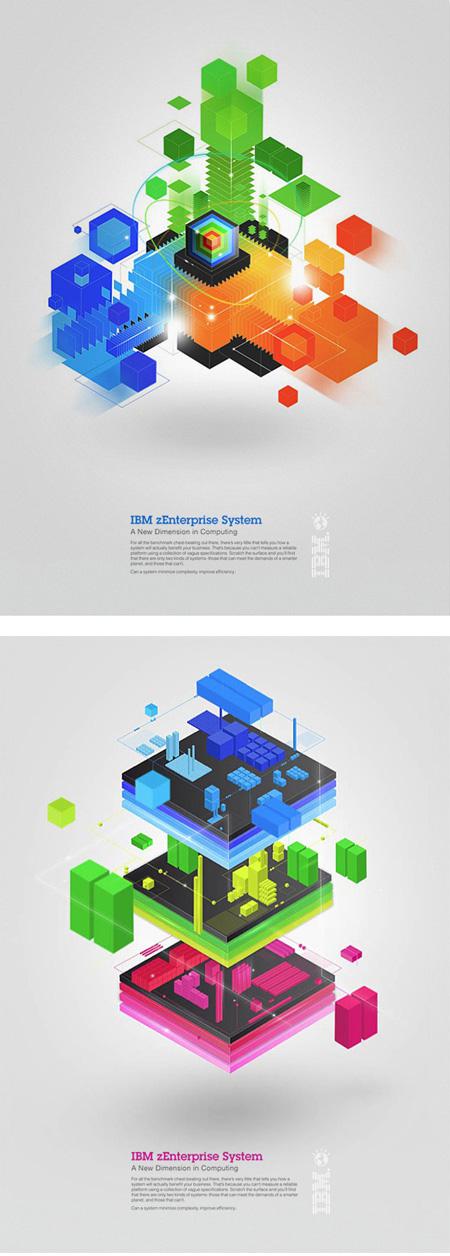 IBM zEnterprise System
A New Dimension in Computing
For all the benchmark chest-beating out there, there's very little that tells you how a
system will actually benefit your business. That's because you can't measure a reliable
platform using a collection of vague specifications. Scratch the surface and you'll find
that there are only two kinds of systems: those that can meet the demands of a smarter
planet, and those that can't.
Can a system minimize complexity, improve efficiency.
IBM.
IBM zEnterprise System
A New Dimension in Computing
For all the benchmark chest-beating out there, there's very little that tells you how a
system will actually benefit your business. That's because you can't measure a reliable
platform using a collection of vague specifications. Scratch the surface and you'll find
that there are only two kinds of systems: those that can meet the demands of a smarter
planet, and those that can't.
Can a system minimize complexity, improve efficiency.
IBM.